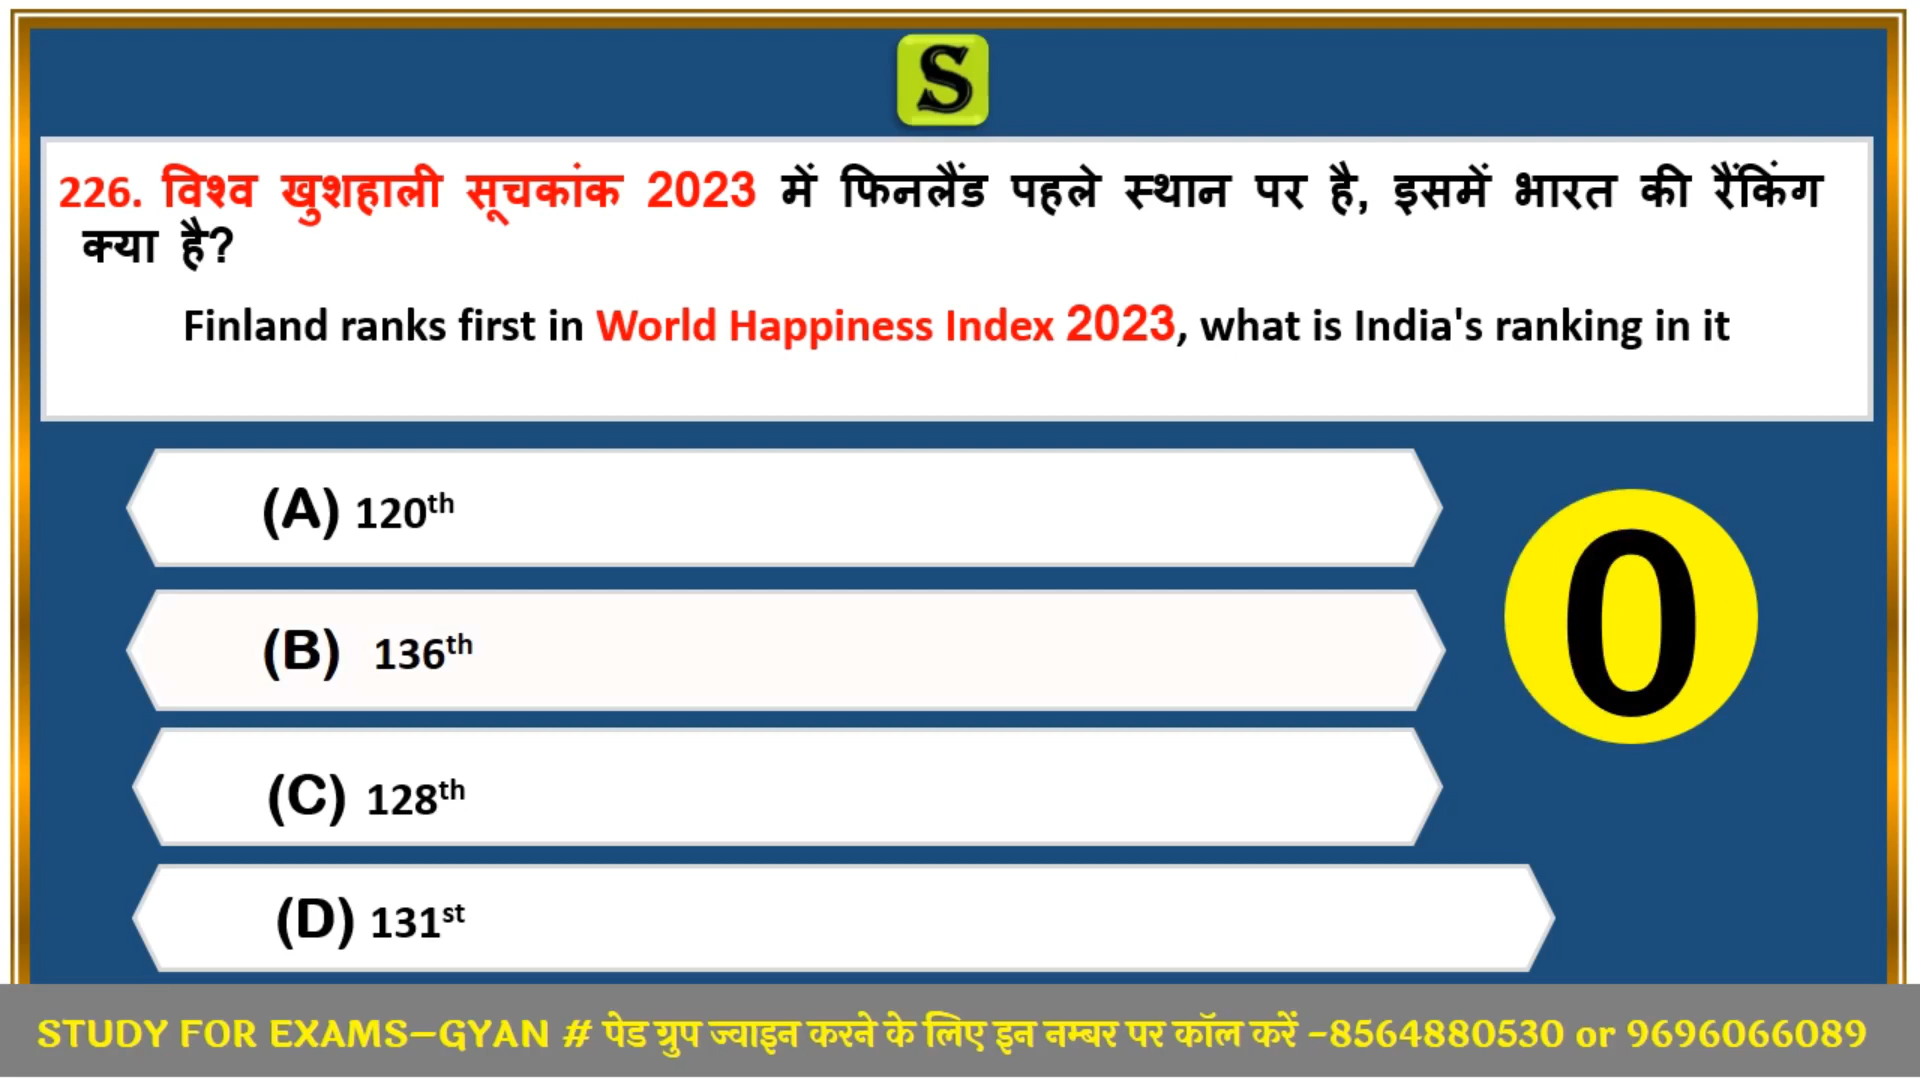 S
226. विश्व खुशहाली सूचकांक 2023 में फिनलैंड पहले स्थान पर है, इसमें भारत की रैंकिंग
क्या है?
Finland ranks first in World Happiness Index 2023, what is India's ranking in it
(A) 120th
(B) 136th
0
(C) 128th
(D) 131st
STUDY FOR EXAMS–GYAN # पेड ग्रुप ज्वाइन करने के लिए इन नम्बर पर कॉल करें -8564880530 or 9696066089